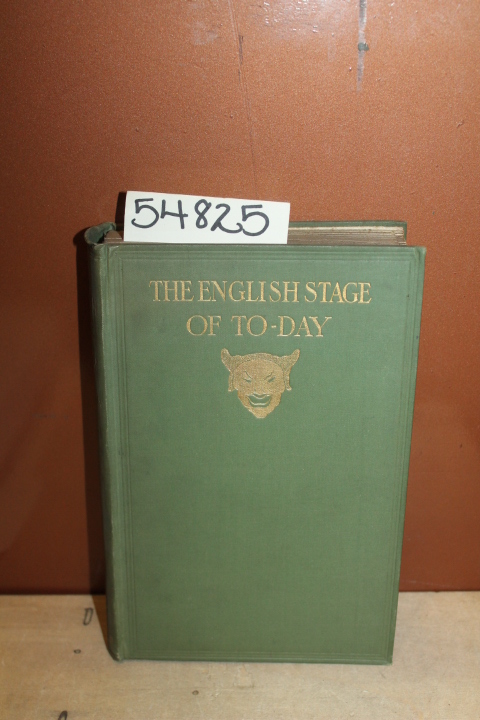 54825
THE ENGLISH STAGE
OF TO-DAY